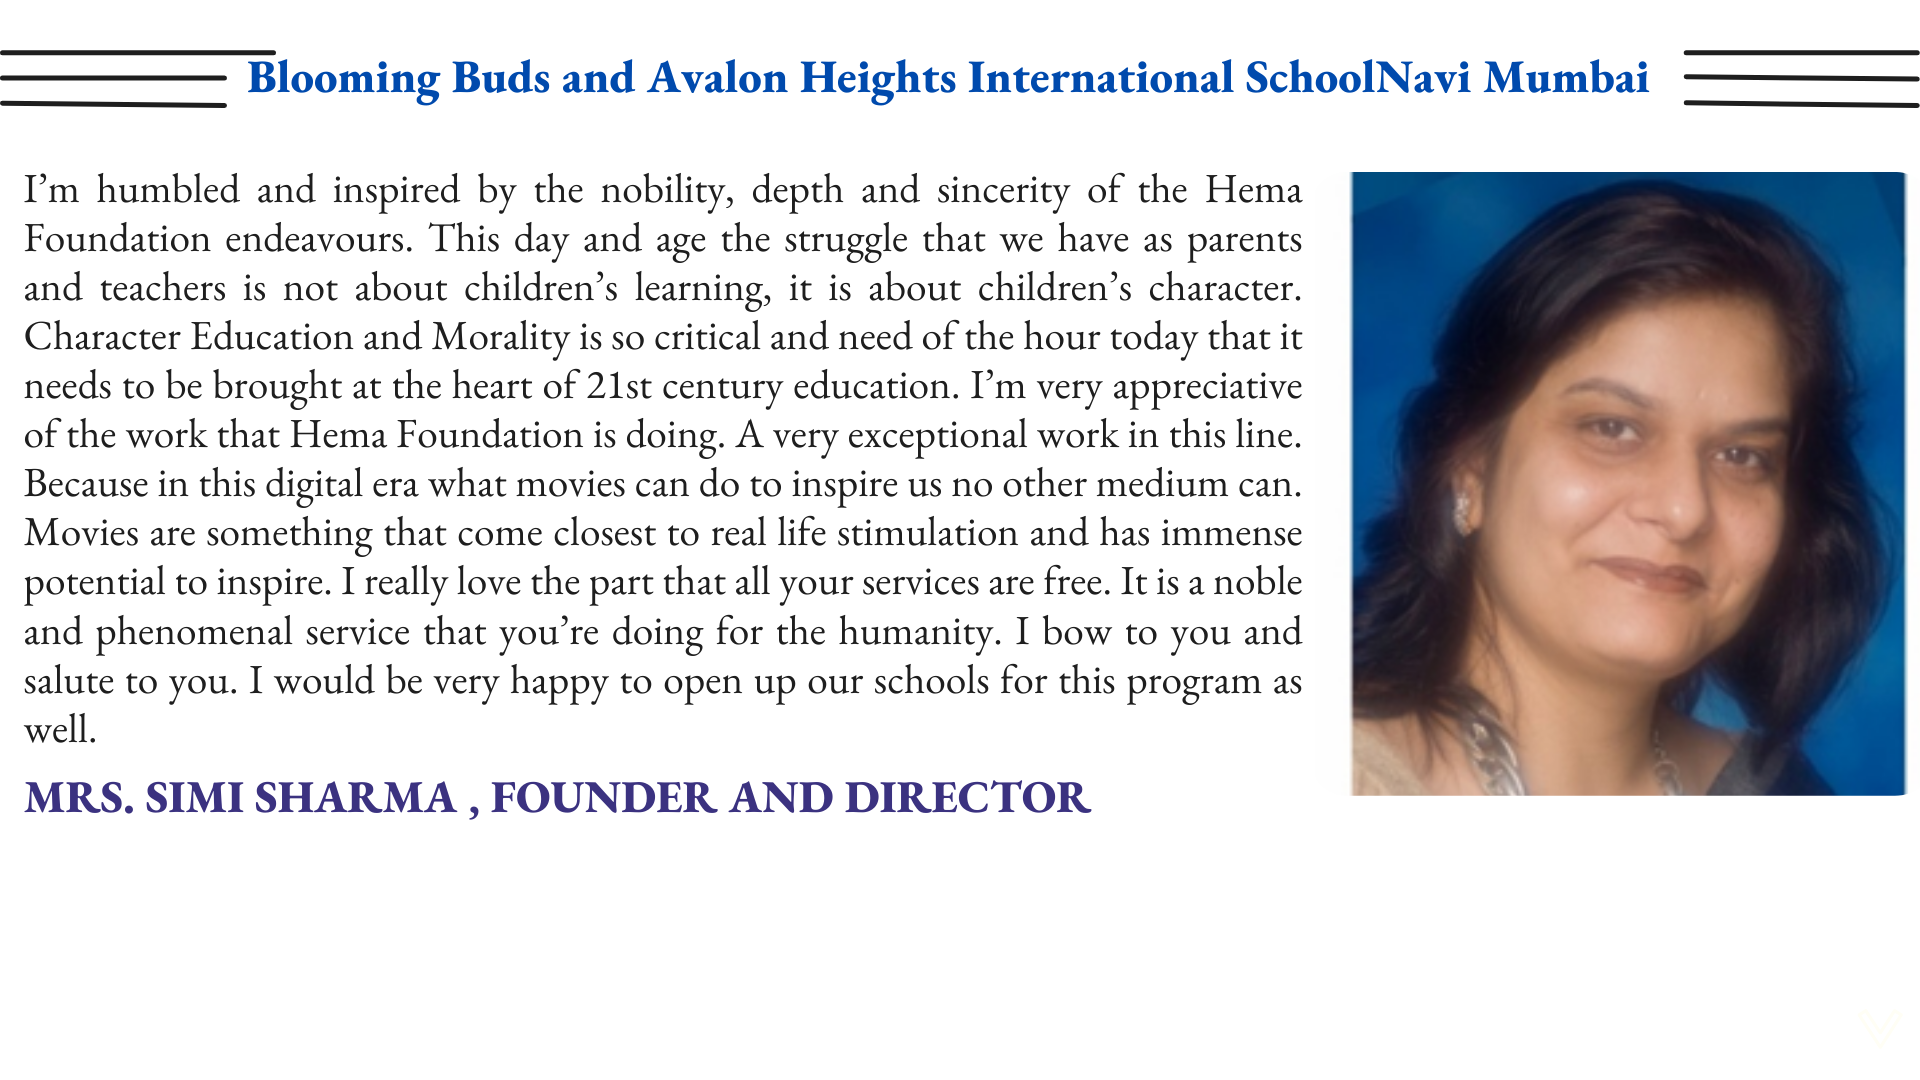 Blooming Buds and Avalon Heights International SchoolNavi Mumbai
I’m humbled and inspired by the nobility, depth and sincerity of the Hema
Foundation endeavours. This day and age the struggle that we have as parents
and teachers is not about children’s learning, it is about children’s character.
Character Education and Morality is so critical and need of the hour today that it
needs to be brought at the heart of 21st century education. I’m very appreciative
of the work that Hema Foundation is doing. A very exceptional work in this line.
Because in this digital era what movies can do to inspire us no other medium can.
Movies are something that come closest to real life stimulation and has immense
potential to inspire. I really love the part that all your services are free. It is a noble
and phenomenal service that you’re doing for the humanity. I bow to you and
salute to you. I would be very happy to open up our schools for this program as
well.
MRS. SIMI SHARMA , FOUNDER AND DIRECTOR